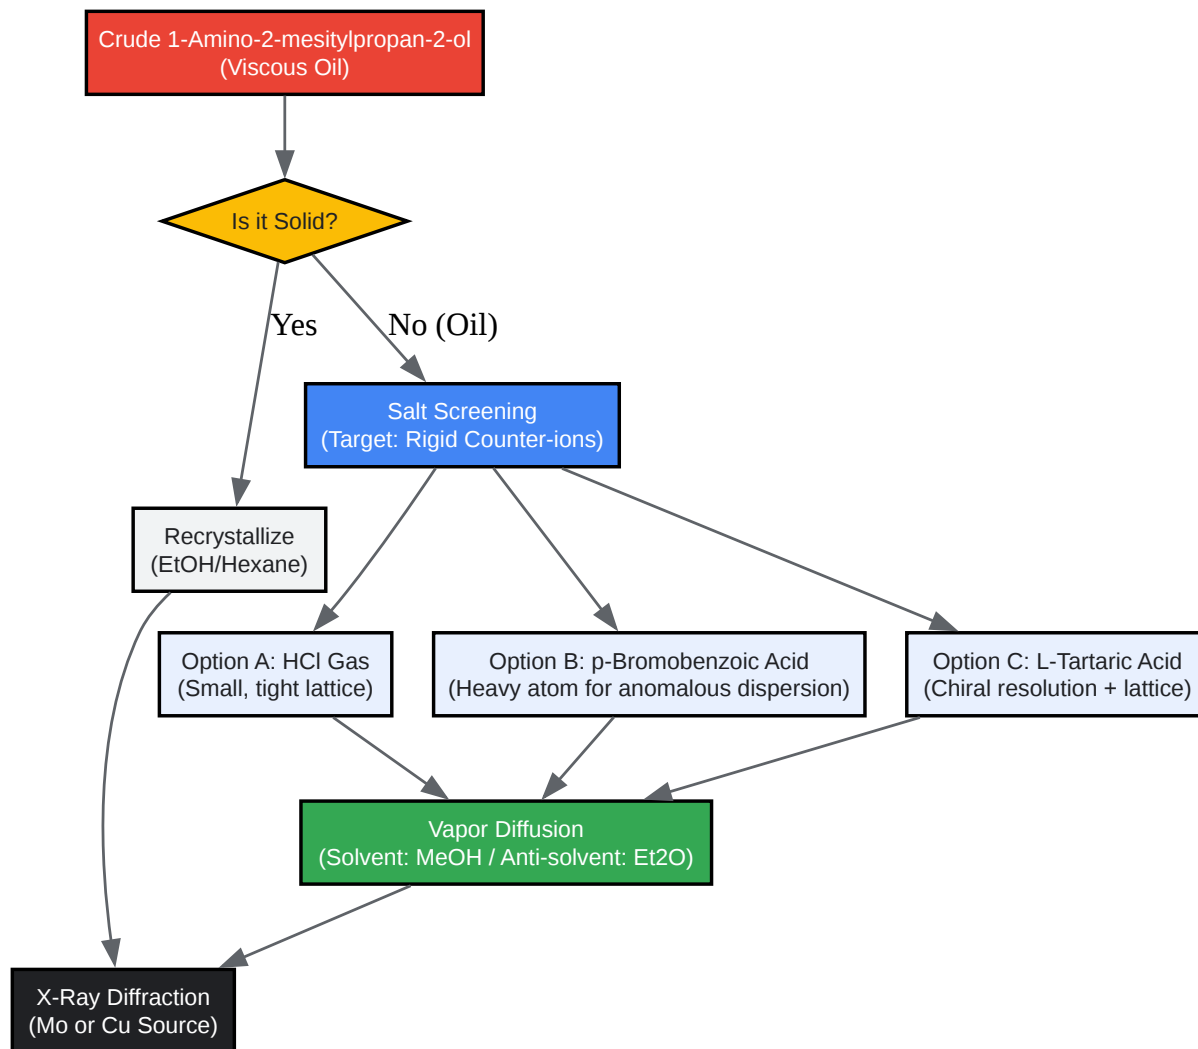 Crude 1-Amino-2-mesitylpropan-2-ol
(Viscous Oil)
Is it Solid?
Yes
No (Oil)
Salt Screening
(Target: Rigid Counter-ions)
Recrystallize
(EtOH/Hexane)
Option A: HCl Gas
(Small, tight lattice)
Option B: p-Bromobenzoic Acid
(Heavy atom for anomalous dispersion)
Option C: L-Tartaric Acid
(Chiral resolution + lattice)
Vapor Diffusion
(Solvent: MeOH / Anti-solvent: Et2O)
X-Ray Diffraction
(Mo or Cu Source)